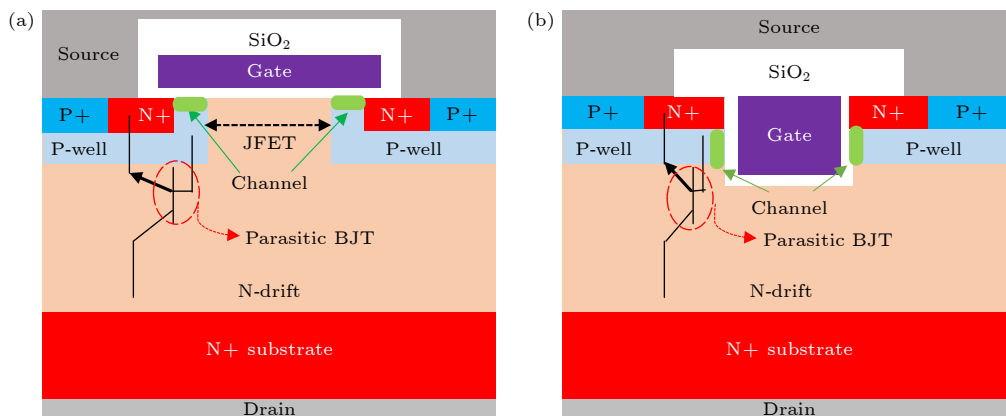 (a)
SiO2
Source
Gate
P+
N+
N+
P+
P-well
JFET
P-well
Channel
Parasitic BJT
N-drift
N+ substrate
Drain
(b)
Source
SiO2
P+
N+
Gate
N+
P+
P-well
P-well
Channel
Parasitic BJT
N-drift
N+ substrate
Drain